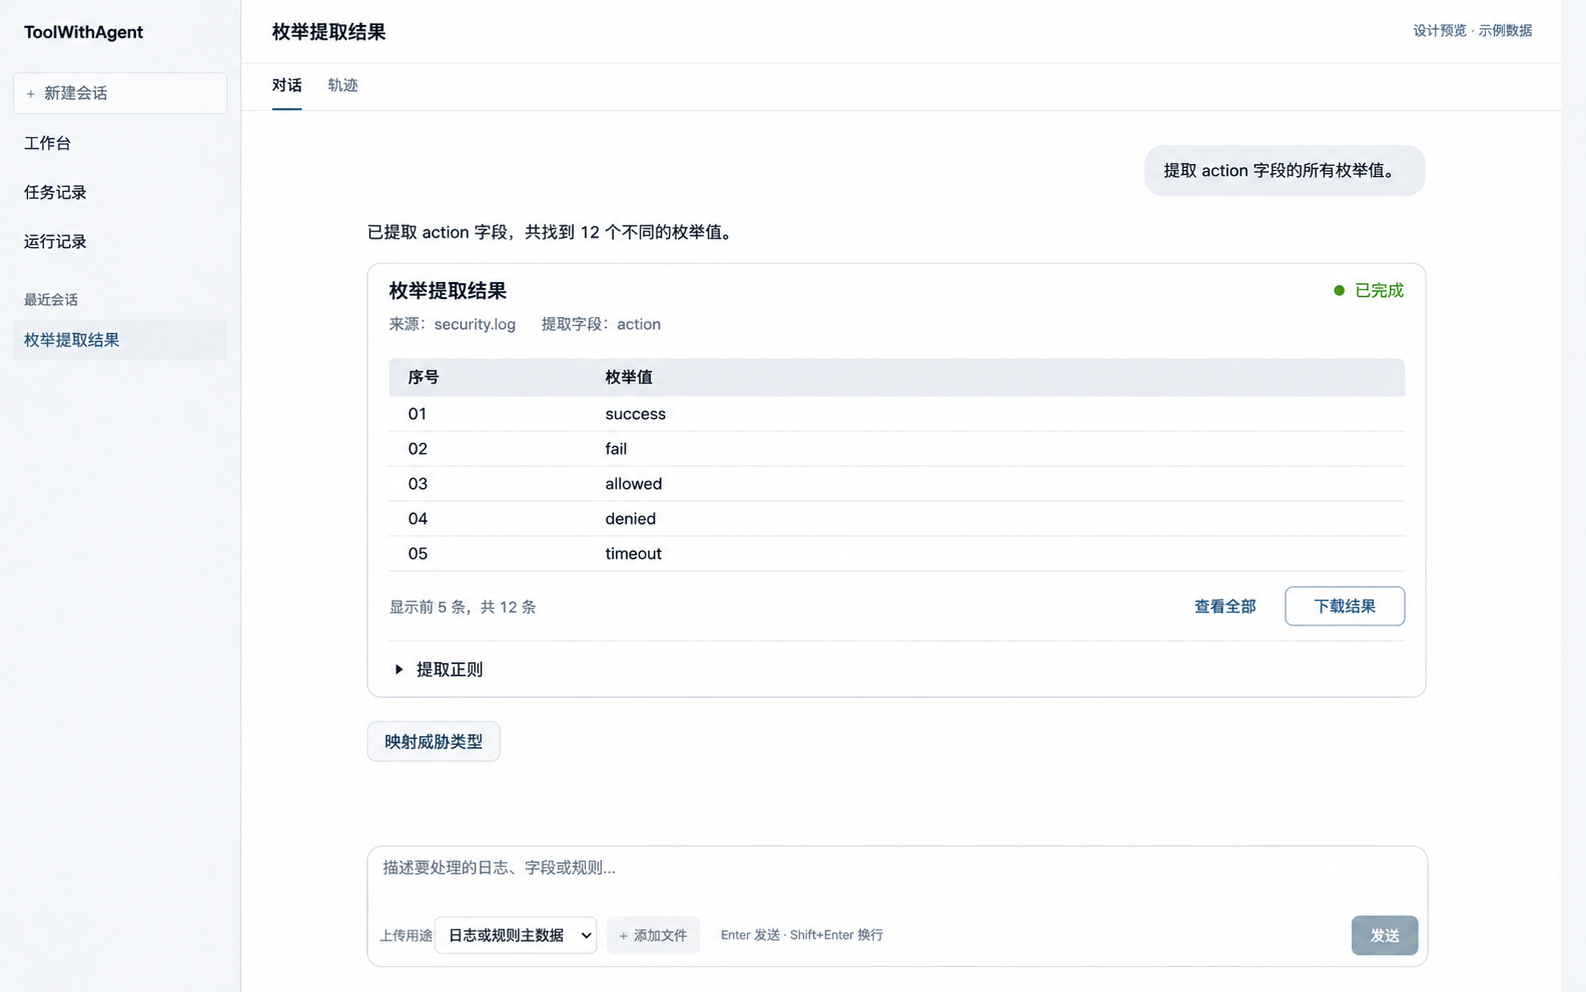 ToolWithAgent
+ 新建会话
工作台
任务记录
运行记录
最近会话
枚举提取结果
枚举提取结果
设计预览 · 示例数据
对话 轨迹
提取 action 字段的所有枚举值。
已提取 action 字段，共找到 12 个不同的枚举值。
枚举提取结果
已完成
来源：security.log 提取字段：action
序号 枚举值
01 success
02 fail
03 allowed
04 denied
05 timeout
显示前 5 条，共 12 条 查看全部 下载结果
提取正则
映射威胁类型
描述要处理的日志、字段或规则...
上传用途 日志或规则主数据 + 添加文件 Enter 发送 · Shift+Enter 换行 发送